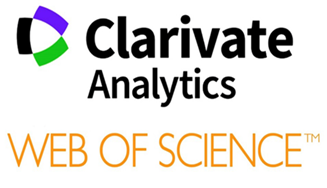 Clarivate
Analytics
WEB OF SCIENCE™